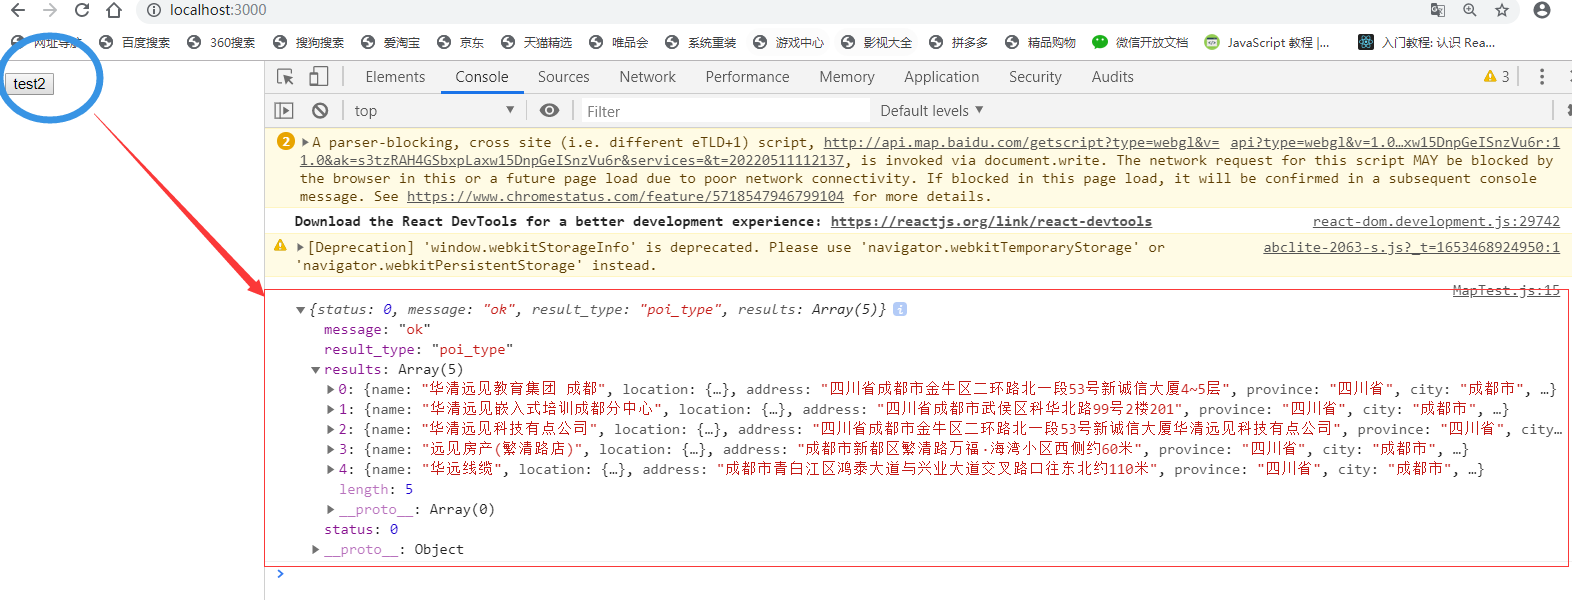 localhost:3000
网址导航 百度搜索 360搜索 搜狗搜索 爱淘宝 京东 天猫精选 唯品会 系统重装 游戏中心 影视大全 拼多多 精品购物 微信开放文档 JavaScript 教程 |... 入门教程: 认识 Rea...
test2
Elements Console Sources Network Performance Memory Application Security Audits 3
top Filter Default levels ▼
2 ▶A parser-blocking, cross site (i.e. different eTLD+1) script, http://api.map.baidu.com/getscript?type=webgl&v= api?type=webgl&v=1.0…xw15DnpGeISnzVu6r:1
1.0&ak=s3tzRAH4GSbxpLaxw15DnpGeISnzVu6r&services=&t=20220511112137, is invoked via document.write. The network request for this script MAY be blocked by
the browser in this or a future page load due to poor network connectivity. If blocked in this page load, it will be confirmed in a subsequent console
message. See https://www.chromestatus.com/feature/5718547946799104 for more details.
Download the React DevTools for a better development experience: https://reactjs.org/link/react-devtools react-dom.development.js:29742
▶[Deprecation] 'window.webkitStorageInfo' is deprecated. Please use 'navigator.webkitTemporaryStorage' or abclite-2063-s.js?_t=1653468924950:1
'navigator.webkitPersistentStorage' instead.
MapTest.js:15
▼{status: 0, message: "ok", result_type: "poi_type", results: Array(5)}
message: "ok"
result_type: "poi_type"
▼results: Array(5)
▶0: {name: "华清远见教育集团 成都", location: {…}, address: "四川省成都市金牛区二环路北一段53号新诚信大厦4~5层", province: "四川省", city: "成都市", …}
▶1: {name: "华清远见嵌入式培训成都分中心", location: {…}, address: "四川省成都市武侯区科华北路99号2楼201", province: "四川省", city: "成都市", …}
▶2: {name: "华清远见科技有点公司", location: {…}, address: "四川省成都市金牛区二环路北一段53号新诚信大厦华清远见科技有点公司", province: "四川省", cit…
▶3: {name: "远见房产(繁清路店)", location: {…}, address: "成都市新都区繁清路万福·海湾小区西侧约60米", province: "四川省", city: "成都市", …}
▶4: {name: "华远线缆", location: {…}, address: "成都市青白江区鸿泰大道与兴业大道交叉路口往东北约110米", province: "四川省", city: "成都市", …}
length: 5
▶__proto__: Array(0)
status: 0
▶__proto__: Object